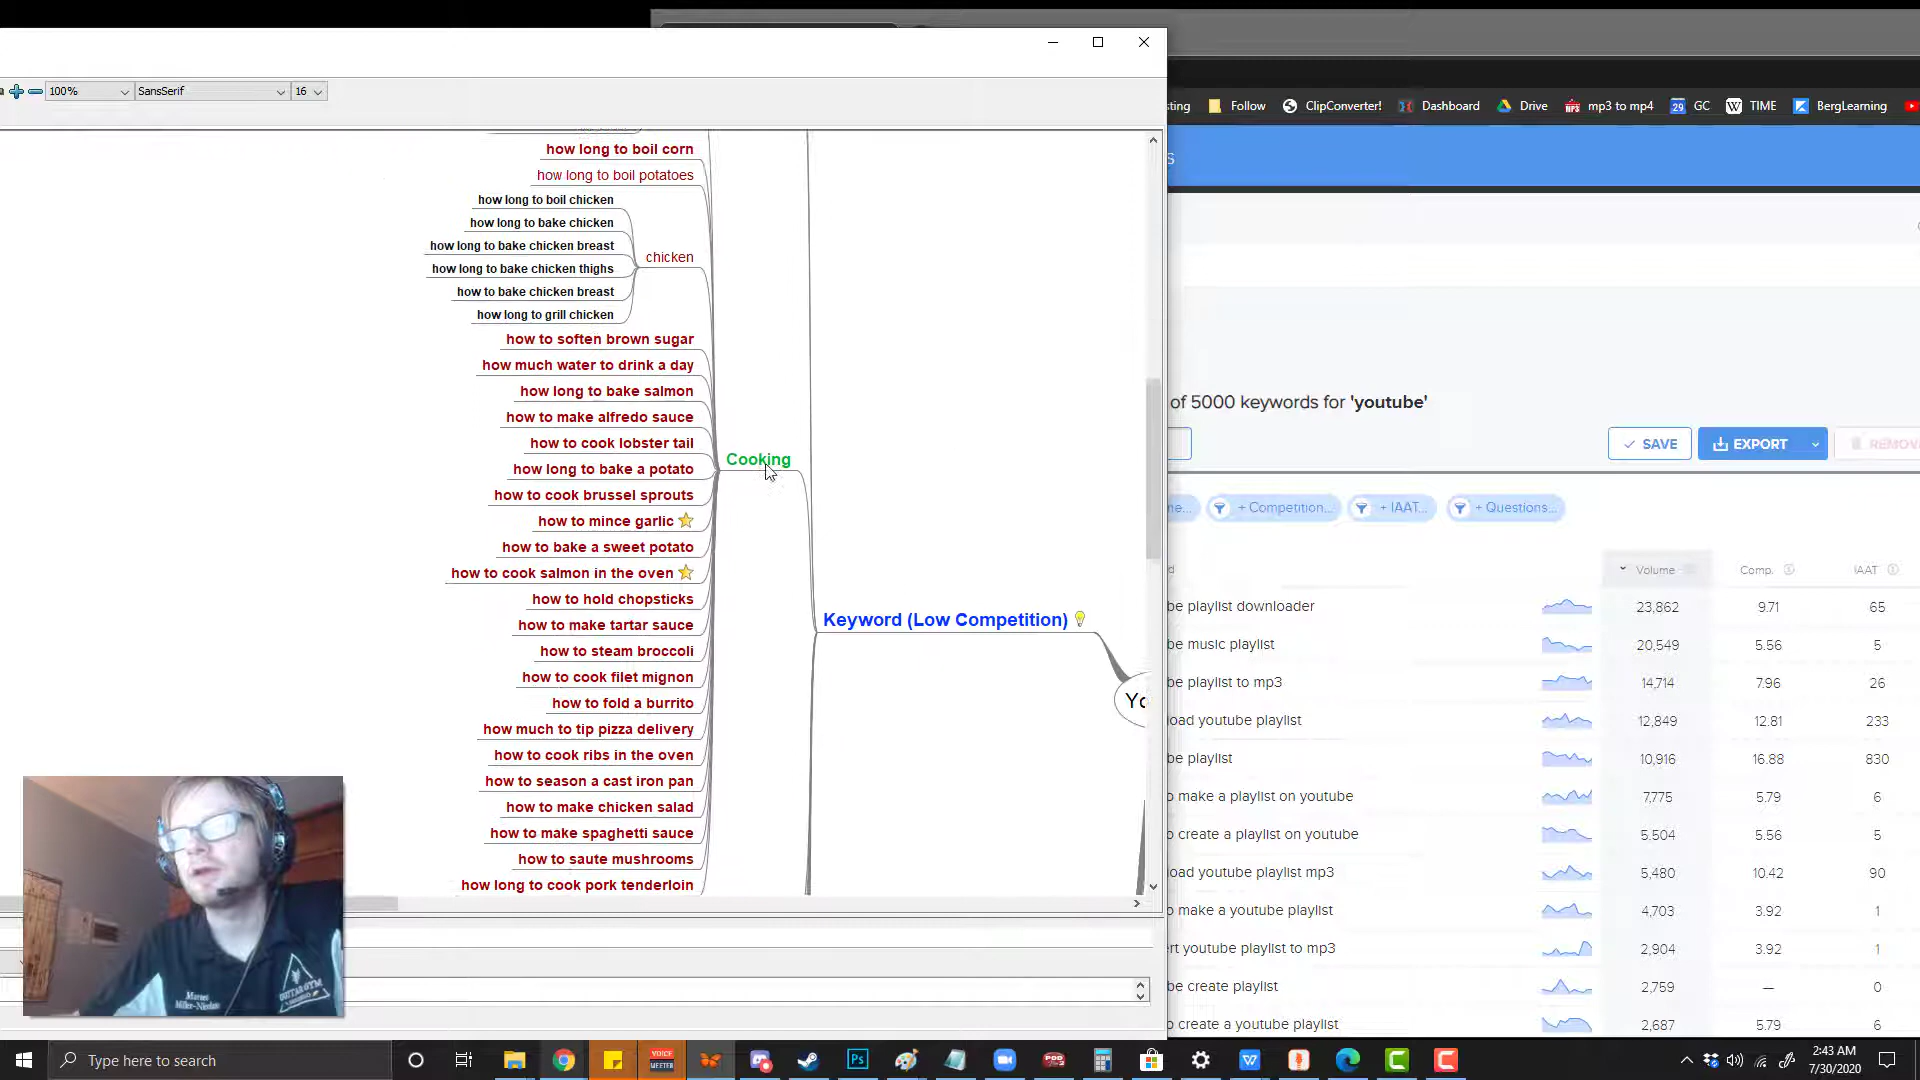 100%
SansSerif
16
how long to boil corn
how long to boil potatoes
how long to boil chicken
how long to bake chicken
how long to bake chicken breast
how long to bake chicken thighs
how to bake chicken breast
how long to grill chicken
chicken
how to soften brown sugar
how much water to drink a day
how long to bake salmon
how to make alfredo sauce
how to cook lobster tail
how long to bake a potato
how to cook brussel sprouts
how to mince garlic
how to bake a sweet potato
how to cook salmon in the oven
how to hold chopsticks
how to make tartar sauce
how to steam broccoli
how to cook filet mignon
how to fold a burrito
how much to tip pizza delivery
how to cook ribs in the oven
how to season a cast iron pan
how to make chicken salad
how to make spaghetti sauce
how to saute mushrooms
how long to cook pork tenderloin
Cooking
Keyword (Low Competition)
Yo
sting
Follow
ClipConverter!
Dashboard
Drive
mp3 to mp4
29 GC
W TIME
BergLearning
s
of 5000 keywords for 'youtube'
SAVE
EXPORT
REMOV
me...
+ Competition...
+ IAAT...
+ Questions...
d Volume Comp. IAAT
be playlist downloader 23,862 9.71 65
be music playlist 20,549 5.56 5
be playlist to mp3 14,714 7.96 26
oad youtube playlist 12,849 12.81 233
be playlist 10,916 16.88 830
o make a playlist on youtube 7,775 5.79 6
o create a playlist on youtube 5,504 5.56 5
oad youtube playlist mp3 5,480 10.42 90
o make a youtube playlist 4,703 3.92 1
rt youtube playlist to mp3 2,904 3.92 1
be create playlist 2,759 — 0
o create a youtube playlist 2,687 5.79 6
GUITAR GYM
Miller-Nicolato
Type here to search
VOICE
MEETER
Ps
POD
W
2:43 AM
7/30/2020